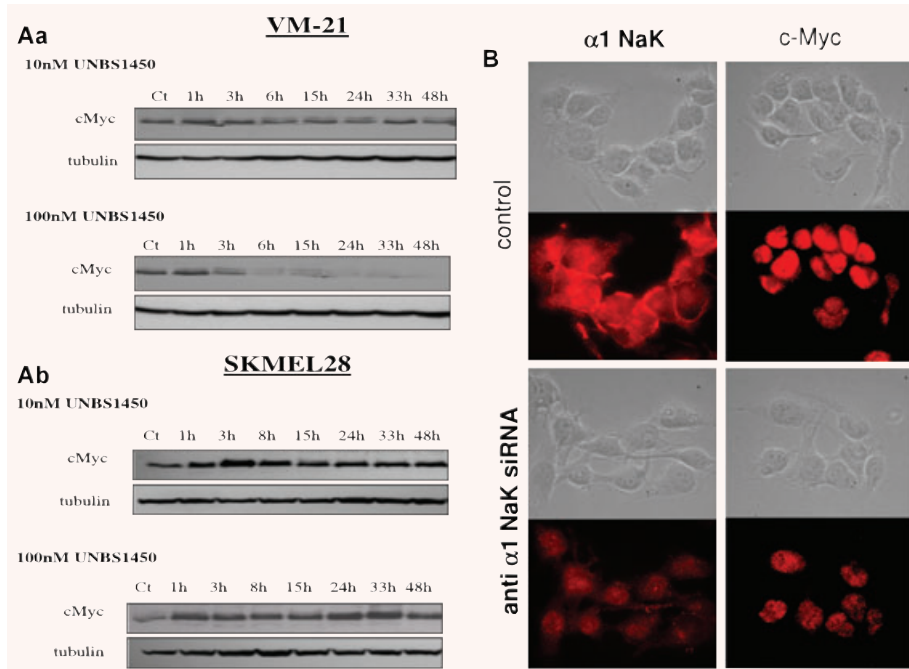 Aa
VM-21
10nM UNBS1450
Ct 1h 3h 6h 15h 24h 33h 48h
cMyc
tubulin
100nM UNBS1450
Ct 1h 3h 6h 15h 24h 33h 48h
cMyc
tubulin
Ab
SKMEL28
10nM UNBS1450
Ct 1h 3h 8h 15h 24h 33h 48h
cMyc
tubulin
100nM UNBS1450
Ct 1h 3h 8h 15h 24h 33h 48h
cMyc
tubulin
B
α1 NaK
c-Myc
control
anti α1 NaK siRNA